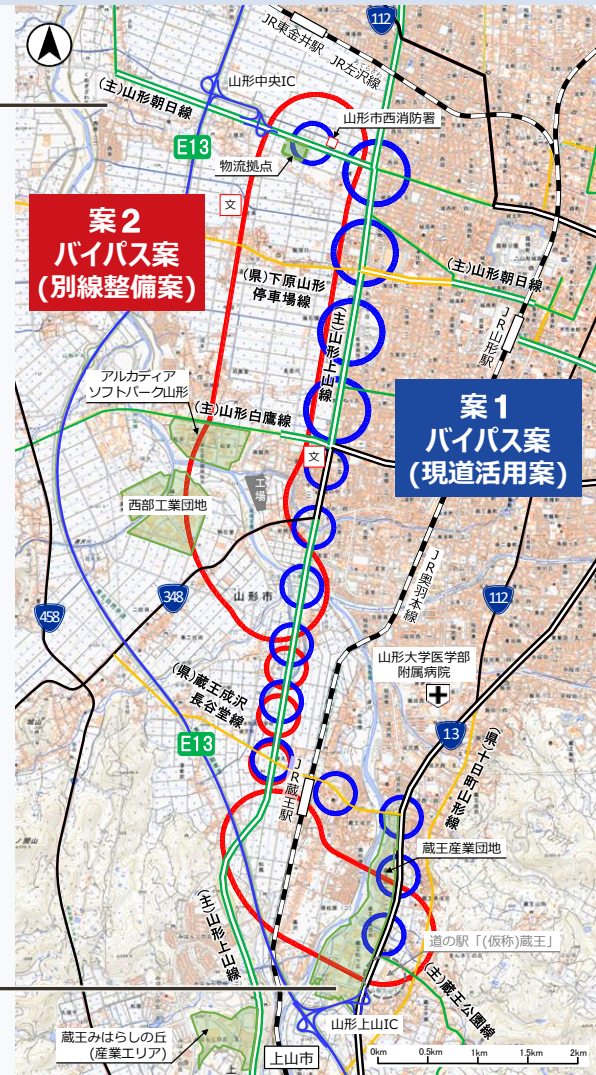 112
JR東金井駅
JR左沢線
あてらざわ
山形中央IC
(主)山形朝日線
山形市西消防署
E13
物流拠点
文
案2
バイパス案
(別線整備案)
(県)下原山形
停車場線
(主)山形朝日線
(主)山形上山線
JR山形駅
アルカディア
ソフトパーク山形
(主)山形白鷹線
案1
バイパス案
(現道活用案)
文
工場
西部工業団地
JR奥羽本線
348
山形市
112
458
山形大学医学部
附属病院
(県)蔵王成沢
長谷堂線
13
E13
(県)十日町山形線
JR蔵王駅
蔵王産業団地
(主)山形上山線
道の駅「(仮称)蔵王」
(主)蔵王公園線
山形上山IC
蔵王みはらしの丘
(産業エリア)
上山市
0km 0.5km 1km 1.5km 2km